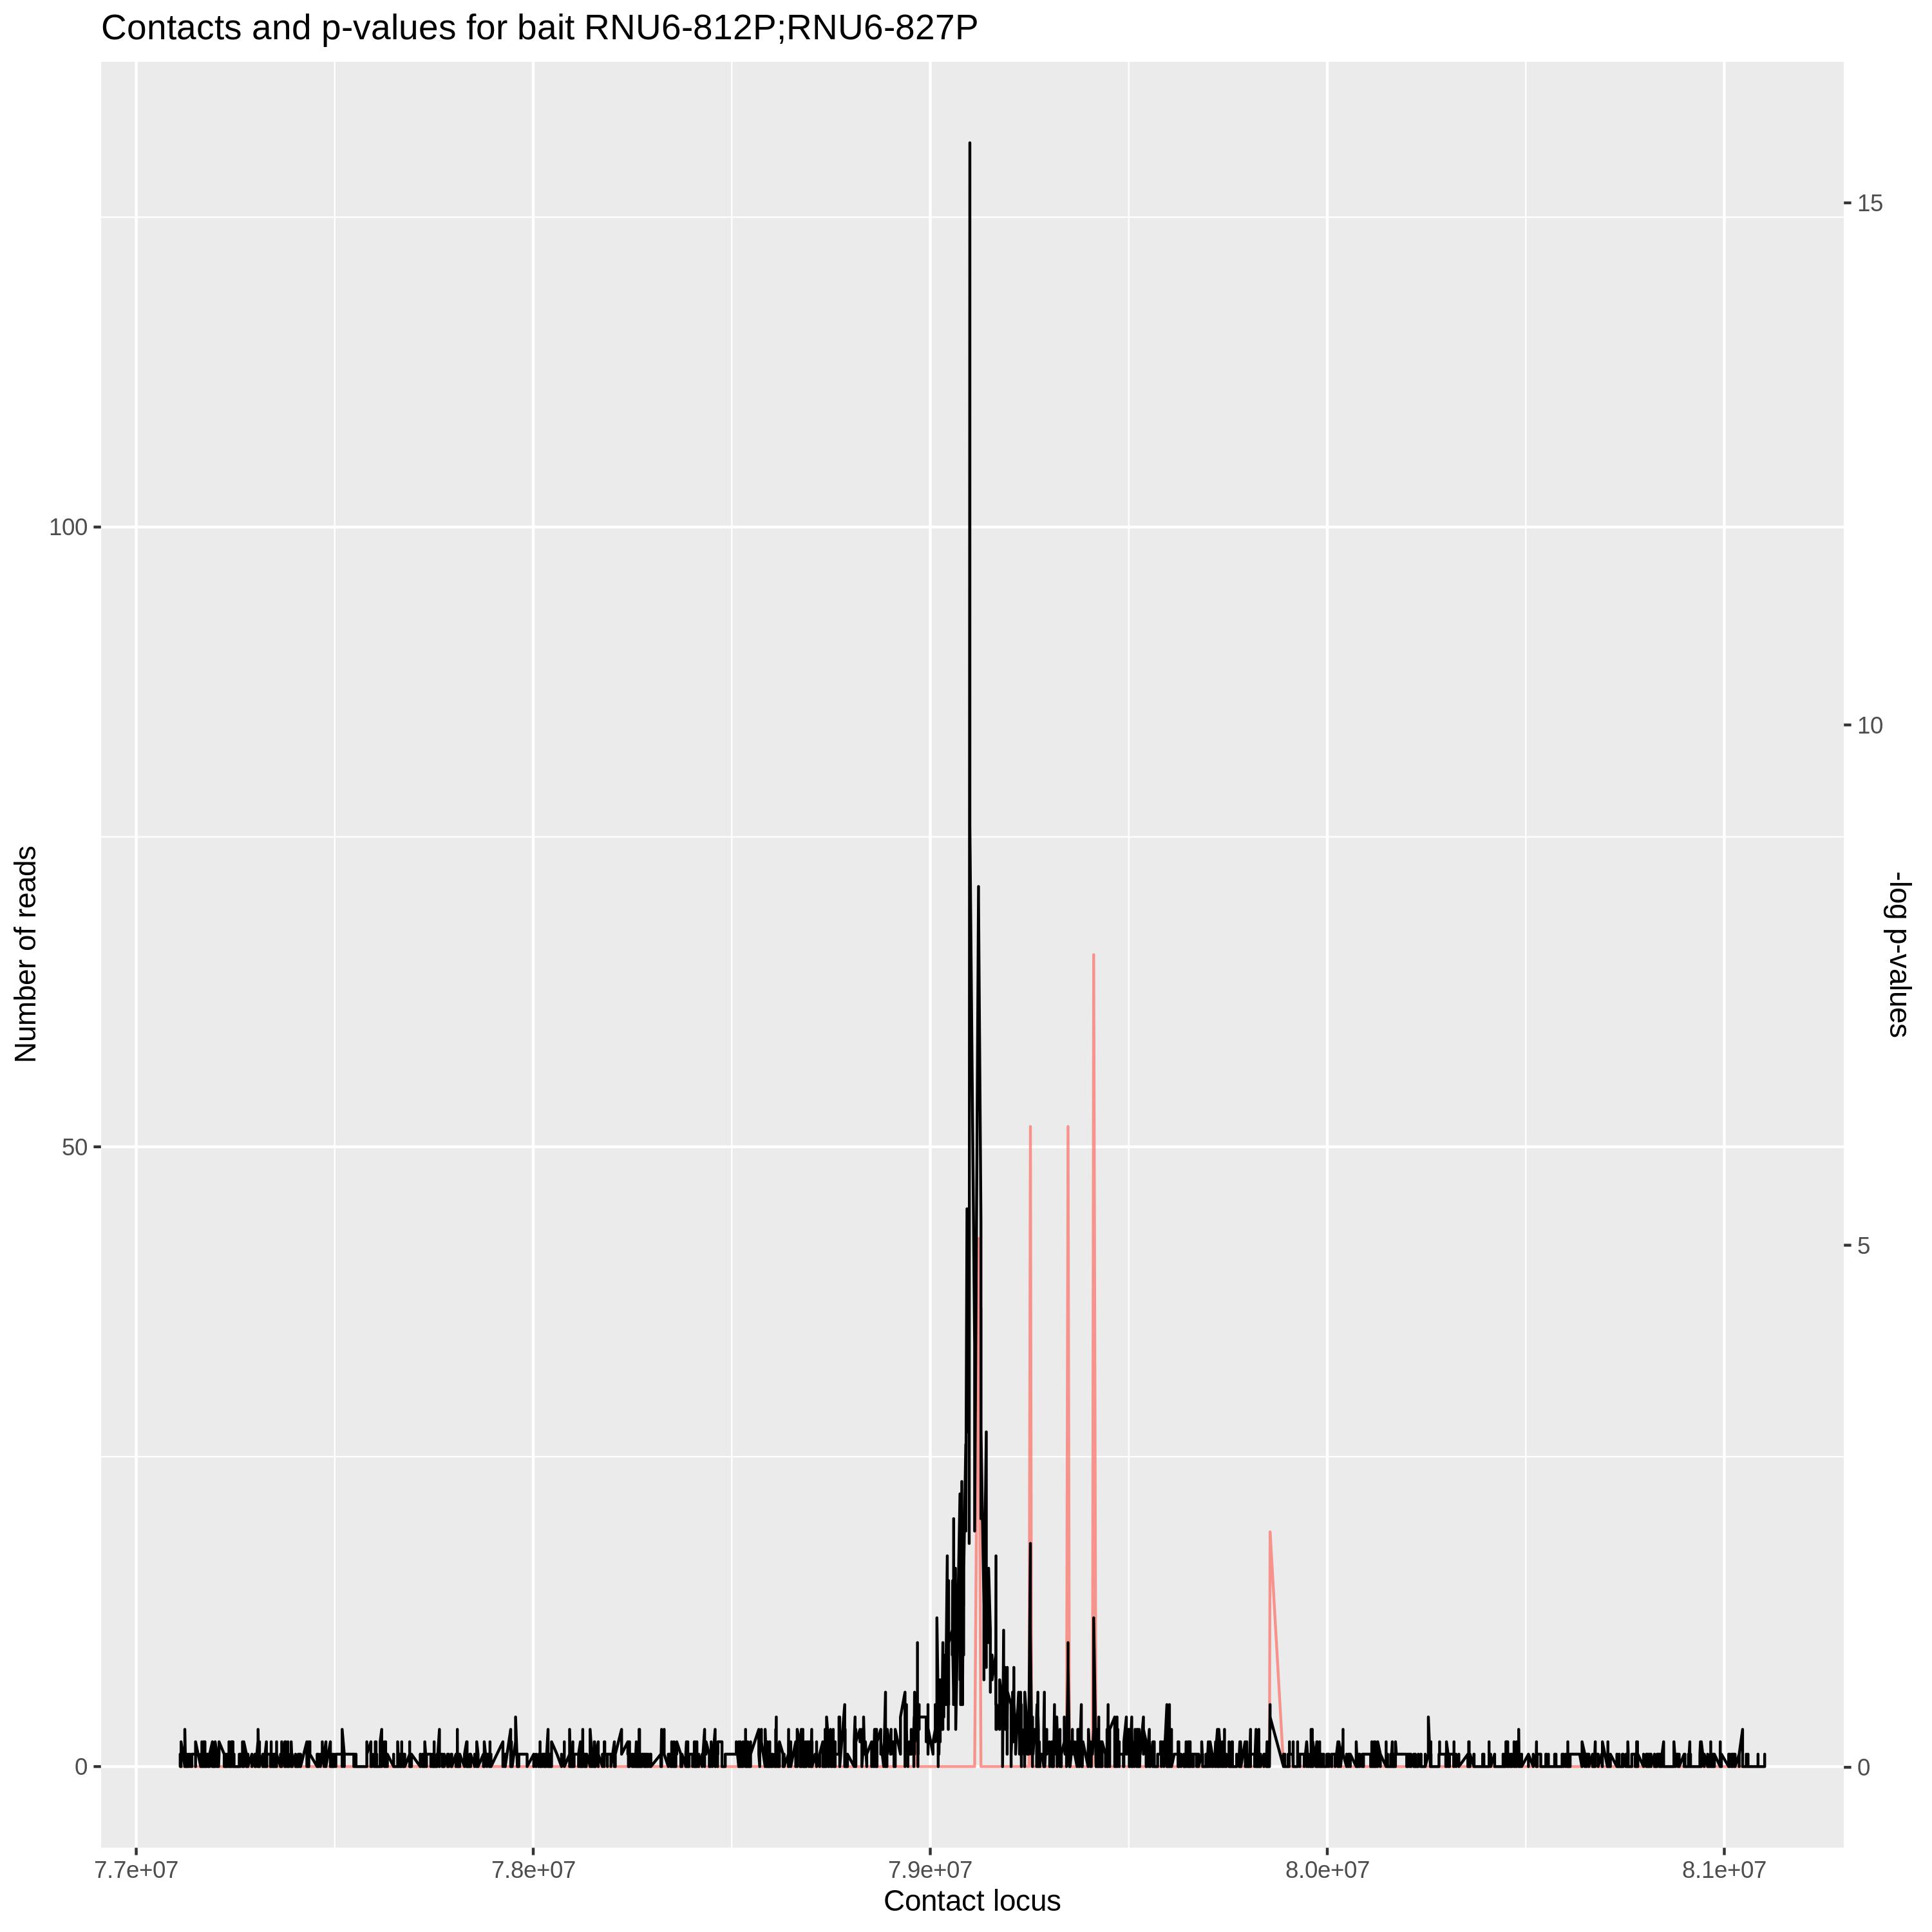 Contacts and p-values for bait RNU6-812P;RNU6-827P
Number of reads
100
50
0
15
10
5
0
-log p-values
7.7e+07
7.8e+07
7.9e+07
8.0e+07
8.1e+07
Contact locus